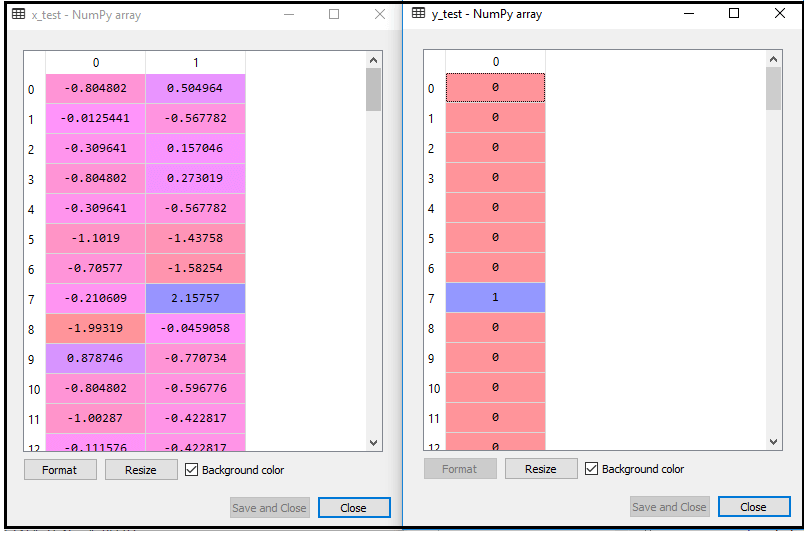 x_test - NumPy array
0 1
0 -0.804802 0.504964
1 -0.0125441 -0.567782
2 -0.309641 0.157046
3 -0.804802 0.273019
4 -0.309641 -0.567782
5 -1.1019 -1.43758
6 -0.70577 -1.58254
7 -0.210609 2.15757
8 -1.99319 -0.0459058
9 0.878746 -0.770734
10 -0.804802 -0.596776
11 -1.00287 -0.422817
12 -0.111576 -0.422817
Format Resize Background color
Save and Close Close
y_test - NumPy array
0
0 0
1 0
2 0
3 0
4 0
5 0
6 0
7 1
8 0
9 0
10 0
11 0
12 0
Format Resize Background color
Save and Close Close